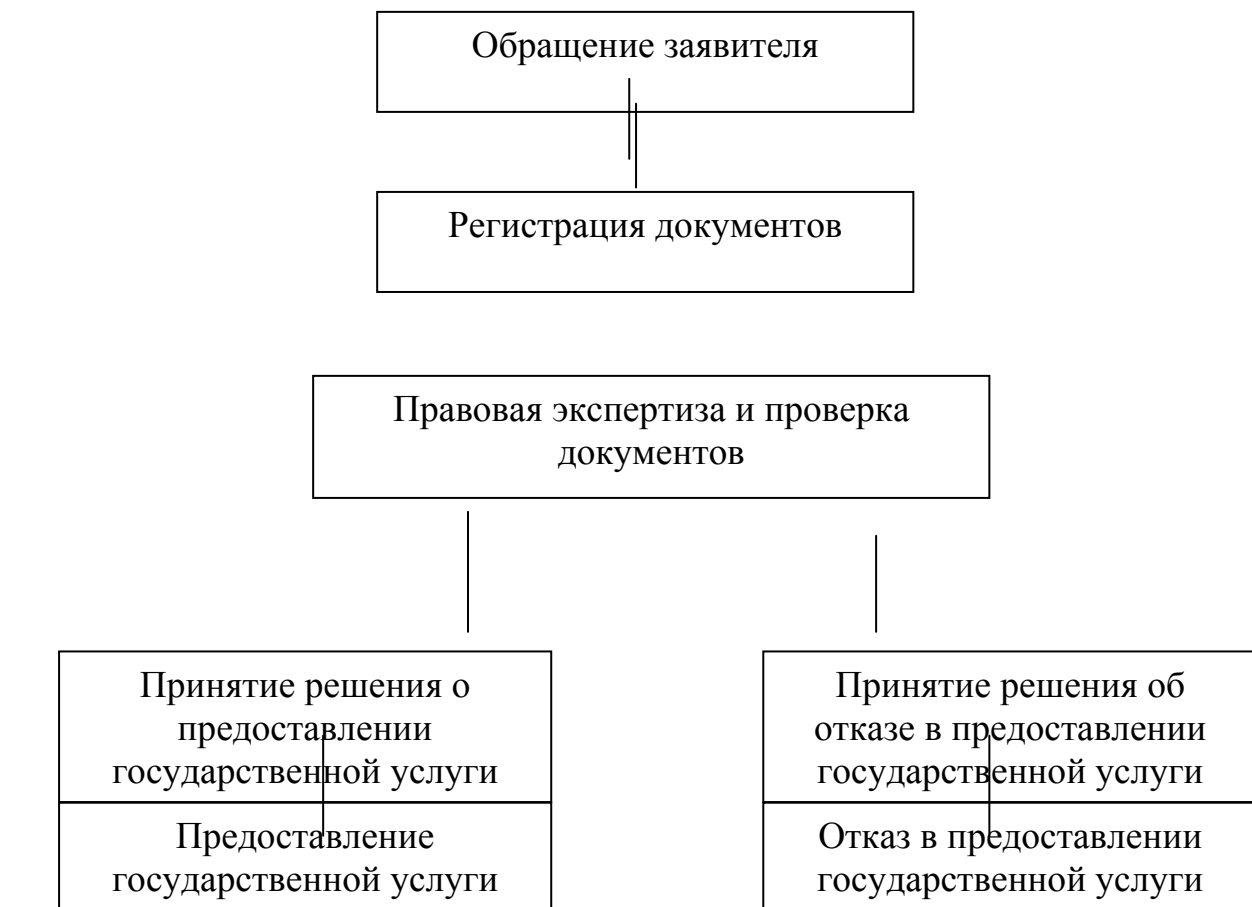 Обращение заявителя
Регистрация документов
Правовая экспертиза и проверка
документов
Принятие решения о
предоставлении
государственной услуги
Принятие решения об
отказе в предоставлении
государственной услуги
Предоставление
государственной услуги
Отказ в предоставлении
государственной услуги